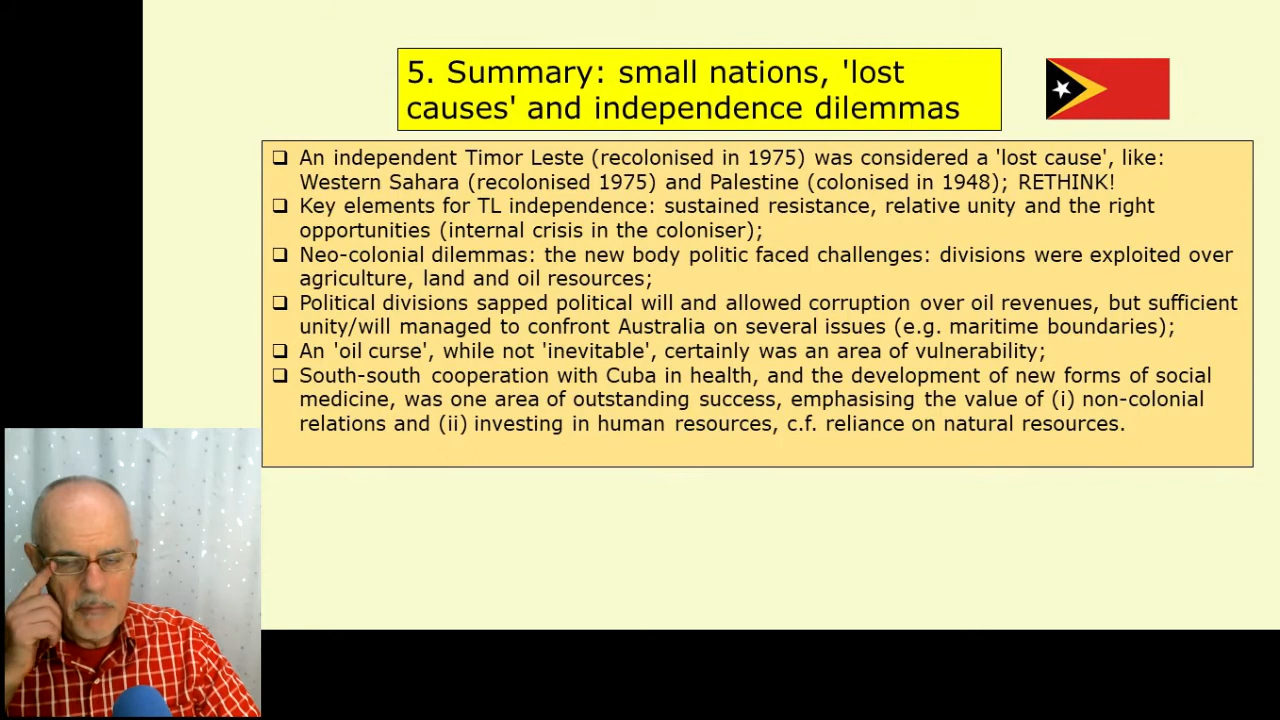 5. Summary: small nations, 'lost
causes' and independence dilemmas
❑ An independent Timor Leste (recolonised in 1975) was considered a 'lost cause', like:
Western Sahara (recolonised 1975) and Palestine (colonised in 1948); RETHINK!
❑ Key elements for TL independence: sustained resistance, relative unity and the right
opportunities (internal crisis in the coloniser);
❑ Neo-colonial dilemmas: the new body politic faced challenges: divisions were exploited over
agriculture, land and oil resources;
❑ Political divisions sapped political will and allowed corruption over oil revenues, but sufficient
unity/will managed to confront Australia on several issues (e.g. maritime boundaries);
❑ An 'oil curse', while not 'inevitable', certainly was an area of vulnerability;
❑ South-south cooperation with Cuba in health, and the development of new forms of social
medicine, was one area of outstanding success, emphasising the value of (i) non-colonial
relations and (ii) investing in human resources, c.f. reliance on natural resources.